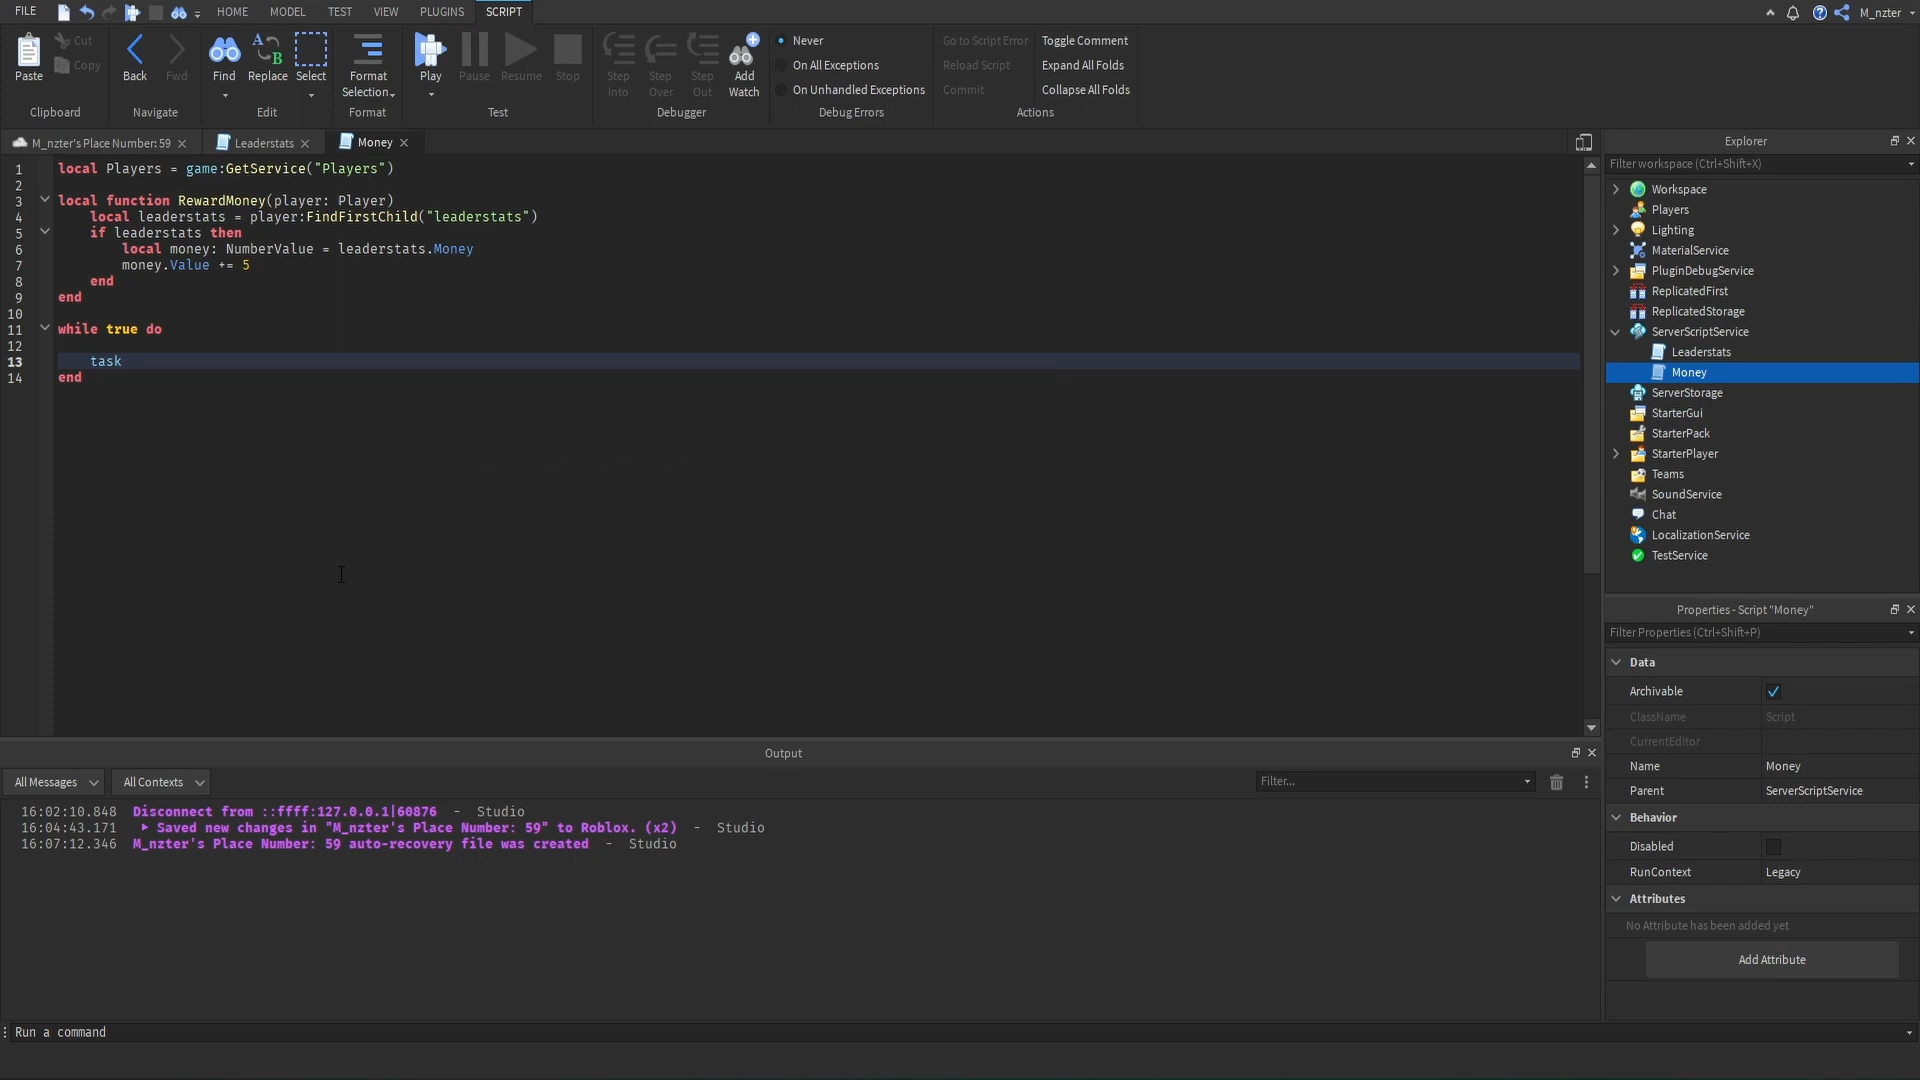 FILE HOME MODEL TEST VIEW PLUGINS SCRIPT M_nzter
Paste Cut Copy Clipboard
Back Fwd Navigate
Find Replace Select Edit
Format Selection Format
Play Pause Resume Stop Test
Step Into Step Over Step Out Add Watch Debugger
Never
On All Exceptions
On Unhandled Exceptions
Debug Errors
Go to Script Error Toggle Comment
Reload Script Expand All Folds
Commit Collapse All Folds
Actions
M_nzter's Place Number: 59 Leaderstats Money
1 local Players = game:GetService("Players")
2
3 local function RewardMoney(player: Player)
4 local leaderstats = player:FindFirstChild("leaderstats")
5 if leaderstats then
6 local money: NumberValue = leaderstats.Money
7 money.Value += 5
8 end
9 end
10
11 while true do
12
13 task
14 end
Explorer
Filter workspace (Ctrl+Shift+X)
Workspace
Players
Lighting
MaterialService
PluginDebugService
ReplicatedFirst
ReplicatedStorage
ServerScriptService
Leaderstats
Money
ServerStorage
StarterGui
StarterPack
StarterPlayer
Teams
SoundService
Chat
LocalizationService
TestService
Properties - Script "Money"
Filter Properties (Ctrl+Shift+P)
Data
Archivable
ClassName Script
CurrentEditor
Name Money
Parent ServerScriptService
Behavior
Disabled
RunContext Legacy
Attributes
No Attribute has been added yet
Add Attribute
Output
All Messages All Contexts Filter...
16:02:10.848 Disconnect from ::ffff:127.0.0.1|60876 - Studio
16:04:43.171 Saved new changes in "M_nzter's Place Number: 59" to Roblox. (x2) - Studio
16:07:12.346 M_nzter's Place Number: 59 auto-recovery file was created - Studio
Run a command